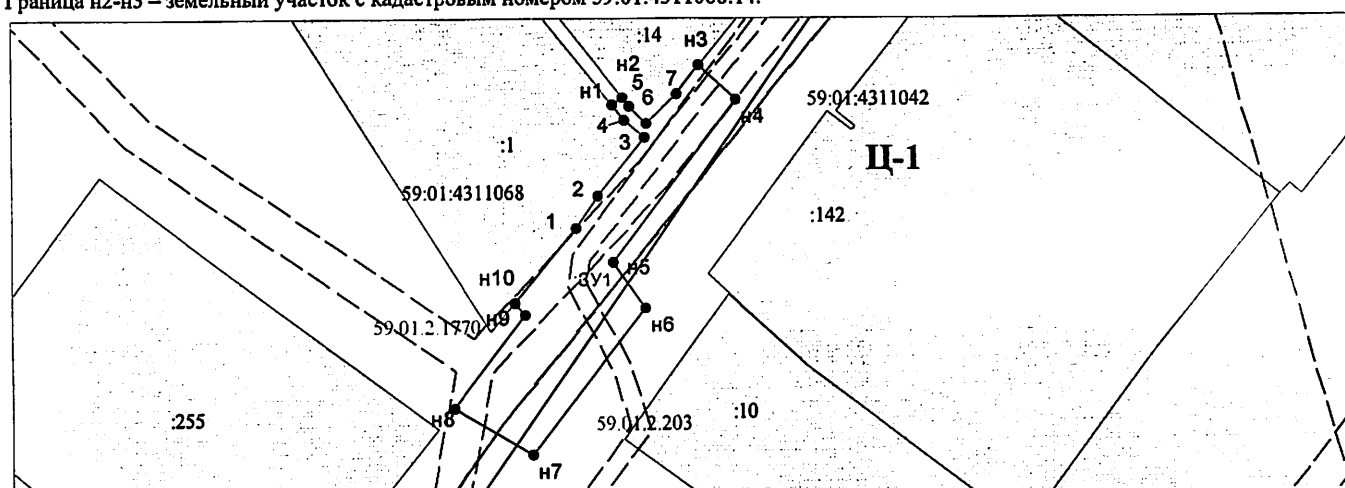 Граница н2-н3 – земельный участок с кадастровым номером 59:01:4311068:14.
:14
н3
н2
5
7
н1
6
59:01:4311042
н4
4
3
:1
Ц-1
59:01:4311068
2
:142
1
н5
:ЗУ1
н10
н6
59.01.2.1770
н9
н8
:255
59.01.2.203
:10
н7